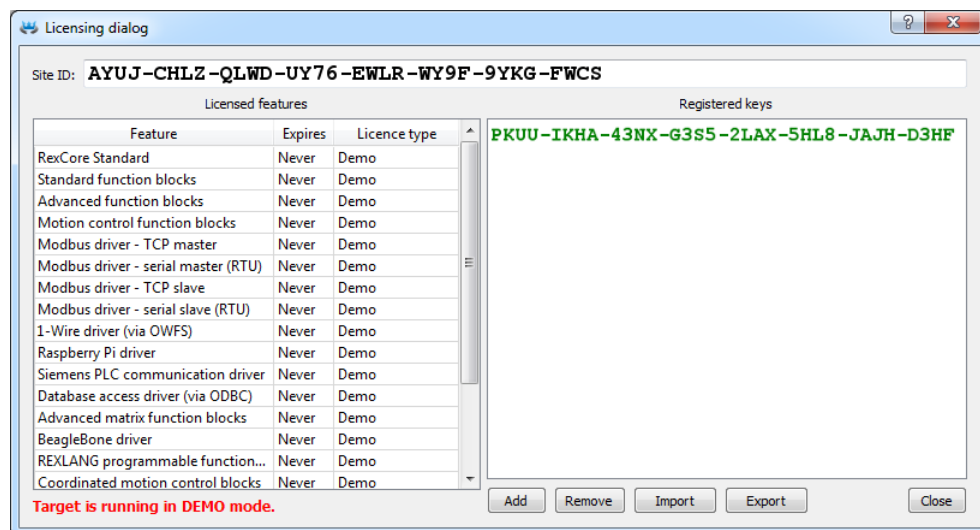 Licensing dialog
Site ID: AYUJ-CHLZ-QLWD-UY76-EWLR-WY9F-9YKG-FWCS
Licensed features
Feature Expires Licence type
RexCore Standard Never Demo
Standard function blocks Never Demo
Advanced function blocks Never Demo
Motion control function blocks Never Demo
Modbus driver - TCP master Never Demo
Modbus driver - serial master (RTU) Never Demo
Modbus driver - TCP slave Never Demo
Modbus driver - serial slave (RTU) Never Demo
1-Wire driver (via OWFS) Never Demo
Raspberry Pi driver Never Demo
Siemens PLC communication driver Never Demo
Database access driver (via ODBC) Never Demo
Advanced matrix function blocks Never Demo
BeagleBone driver Never Demo
REXLANG programmable function... Never Demo
Coordinated motion control blocks Never Demo
Target is running in DEMO mode.
Registered keys
PKUU-IKHA-43NX-G3S5-2LAX-5HL8-JAJH-D3HF
Add Remove Import Export Close